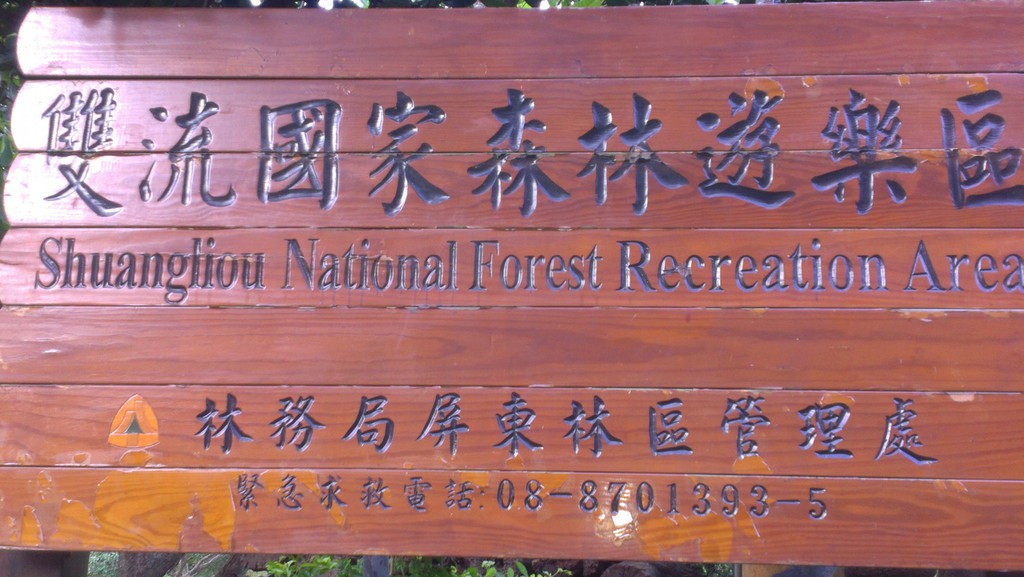 雙流國家森林遊樂區
Shuangliou National Forest Recreation Area
林務局屏東林區管理處
緊急求救電話:08-8701393-5